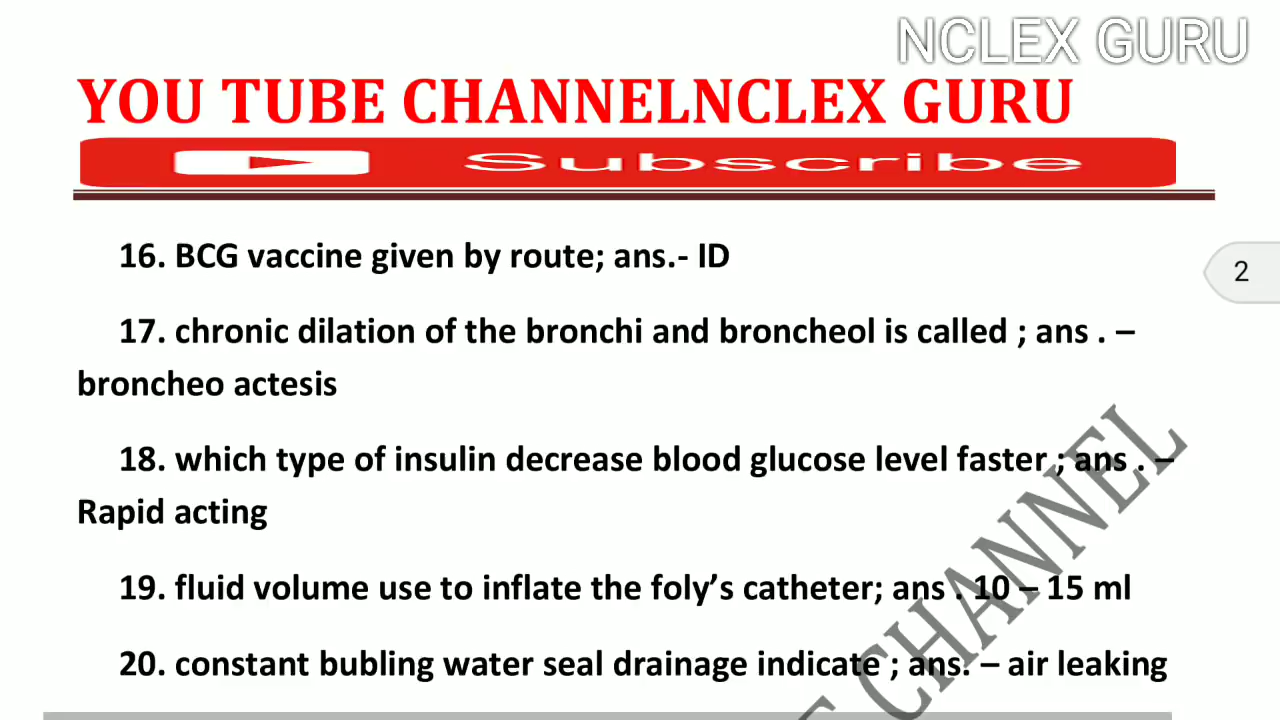 NCLEX GURU
YOU TUBE CHANNELNCLEX GURU
Subscribe
16. BCG vaccine given by route; ans.- ID
2
17. chronic dilation of the bronchi and broncheol is called ; ans . –
broncheo actesis
18. which type of insulin decrease blood glucose level faster ; ans . –
Rapid acting
19. fluid volume use to inflate the foly’s catheter; ans . 10 – 15 ml
20. constant bubling water seal drainage indicate ; ans. – air leaking
CHANNEL